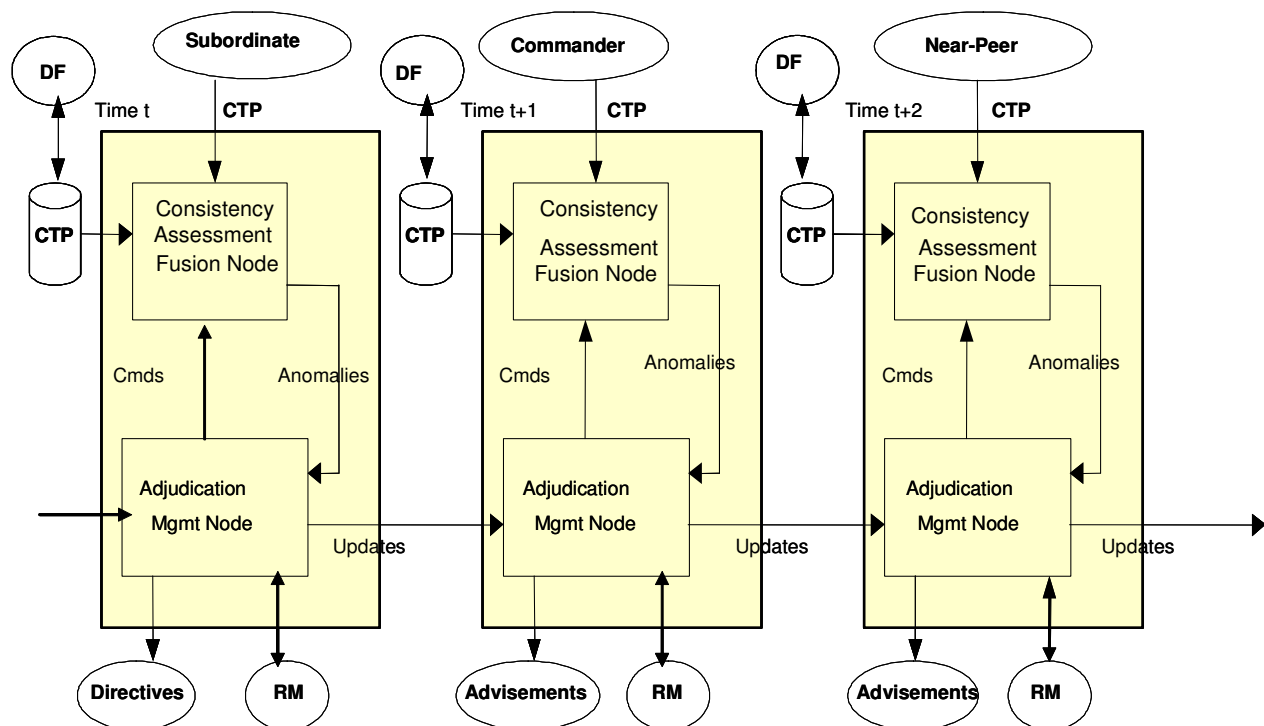 Subordinate
Commander
Near-Peer
DF
DF
DF
Time t
CTP
Time t+1
CTP
Time t+2
CTP
CTP
Consistency
Assessment
Fusion Node
CTP
Consistency
Assessment
Fusion Node
CTP
Consistency
Assessment
Fusion Node
Cmds
Anomalies
Cmds
Anomalies
Cmds
Anomalies
Adjudication
Mgmt Node
Updates
Adjudication
Mgmt Node
Updates
Adjudication
Mgmt Node
Updates
Directives
RM
Advisements
RM
Advisements
RM